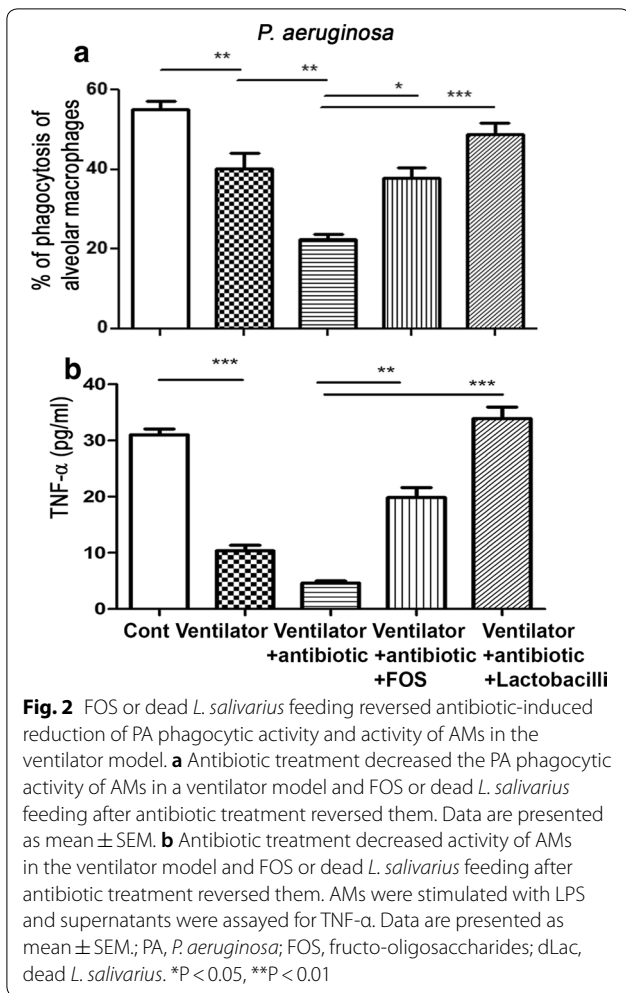 P. aeruginosa
a
** ** * ***
% of phagocytosis of
alveolar macrophages
60
40
20
0
b
*** ** ***
TNF-α (pg/ml)
40
30
20
10
0
Cont Ventilator Ventilator Ventilator Ventilator
+antibiotic +antibiotic +antibiotic
+FOS +Lactobacilli
Fig. 2 FOS or dead L. salivarius feeding reversed antibiotic-induced
reduction of PA phagocytic activity and activity of AMs in the
ventilator model. a Antibiotic treatment decreased the PA phagocytic
activity of AMs in a ventilator model and FOS or dead L. salivarius
feeding after antibiotic treatment reversed them. Data are presented
as mean ± SEM. b Antibiotic treatment decreased activity of AMs
in the ventilator model and FOS or dead L. salivarius feeding after
antibiotic treatment reversed them. AMs were stimulated with LPS
and supernatants were assayed for TNF-α. Data are presented as
mean ± SEM.; PA, P. aeruginosa; FOS, fructo-oligosaccharides; dLac,
dead L. salivarius. *P < 0.05, **P < 0.01